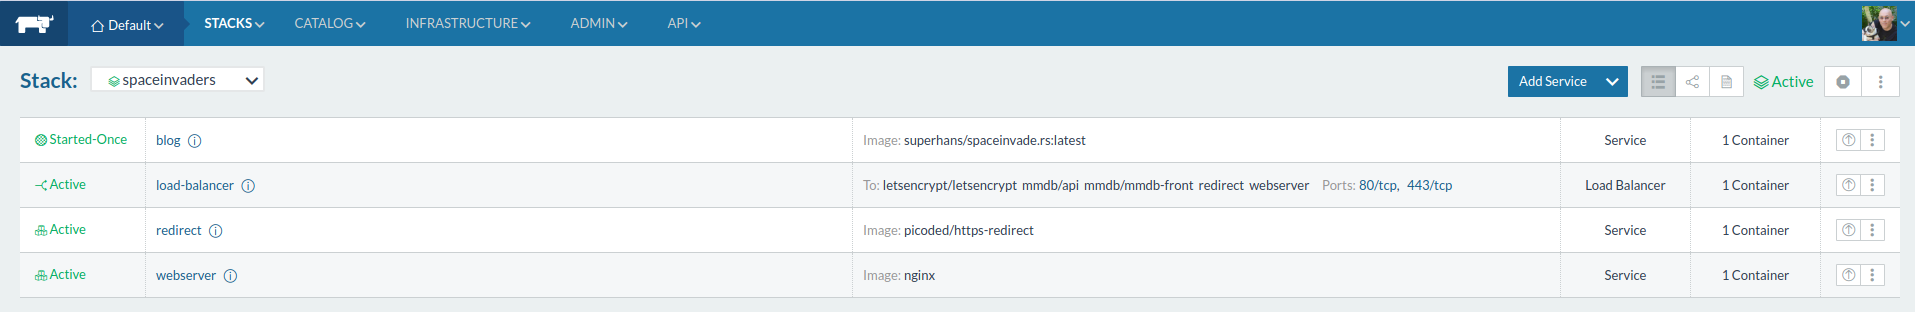 Default STACKS CATALOG INFRASTRUCTURE ADMIN API
Stack: spaceinvaders Add Service Active
Started-Once blog Image: superhans/spaceinvade.rs:latest Service 1 Container
Active load-balancer To: letsencrypt/letsencrypt mmdb/api mmdb/mmdb-front redirect webserver Ports: 80/tcp, 443/tcp Load Balancer 1 Container
Active redirect Image: picoded/https-redirect Service 1 Container
Active webserver Image: nginx Service 1 Container